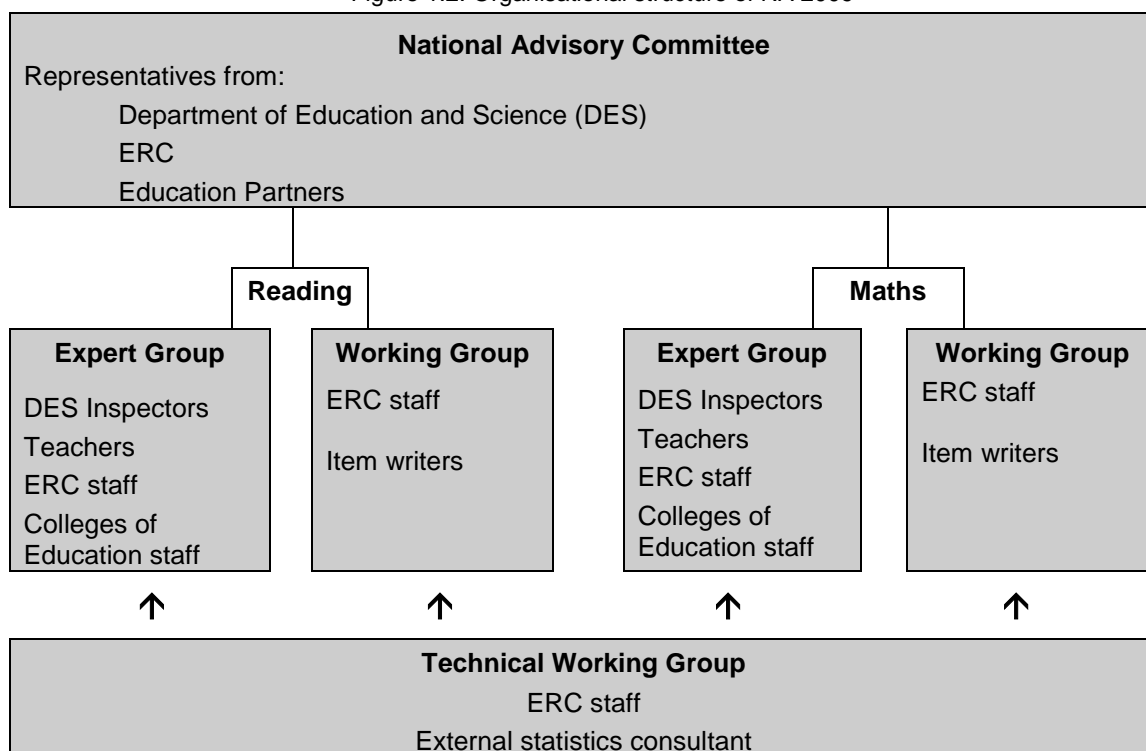 National Advisory Committee
Representatives from:
Department of Education and Science (DES)
ERC
Education Partners
Reading
Maths
Expert Group
DES Inspectors
Teachers
ERC staff
Colleges of
Education staff
Working Group
ERC staff
Item writers
Expert Group
DES Inspectors
Teachers
ERC staff
Colleges of
Education staff
Working Group
ERC staff
Item writers
Technical Working Group
ERC staff
External statistics consultant